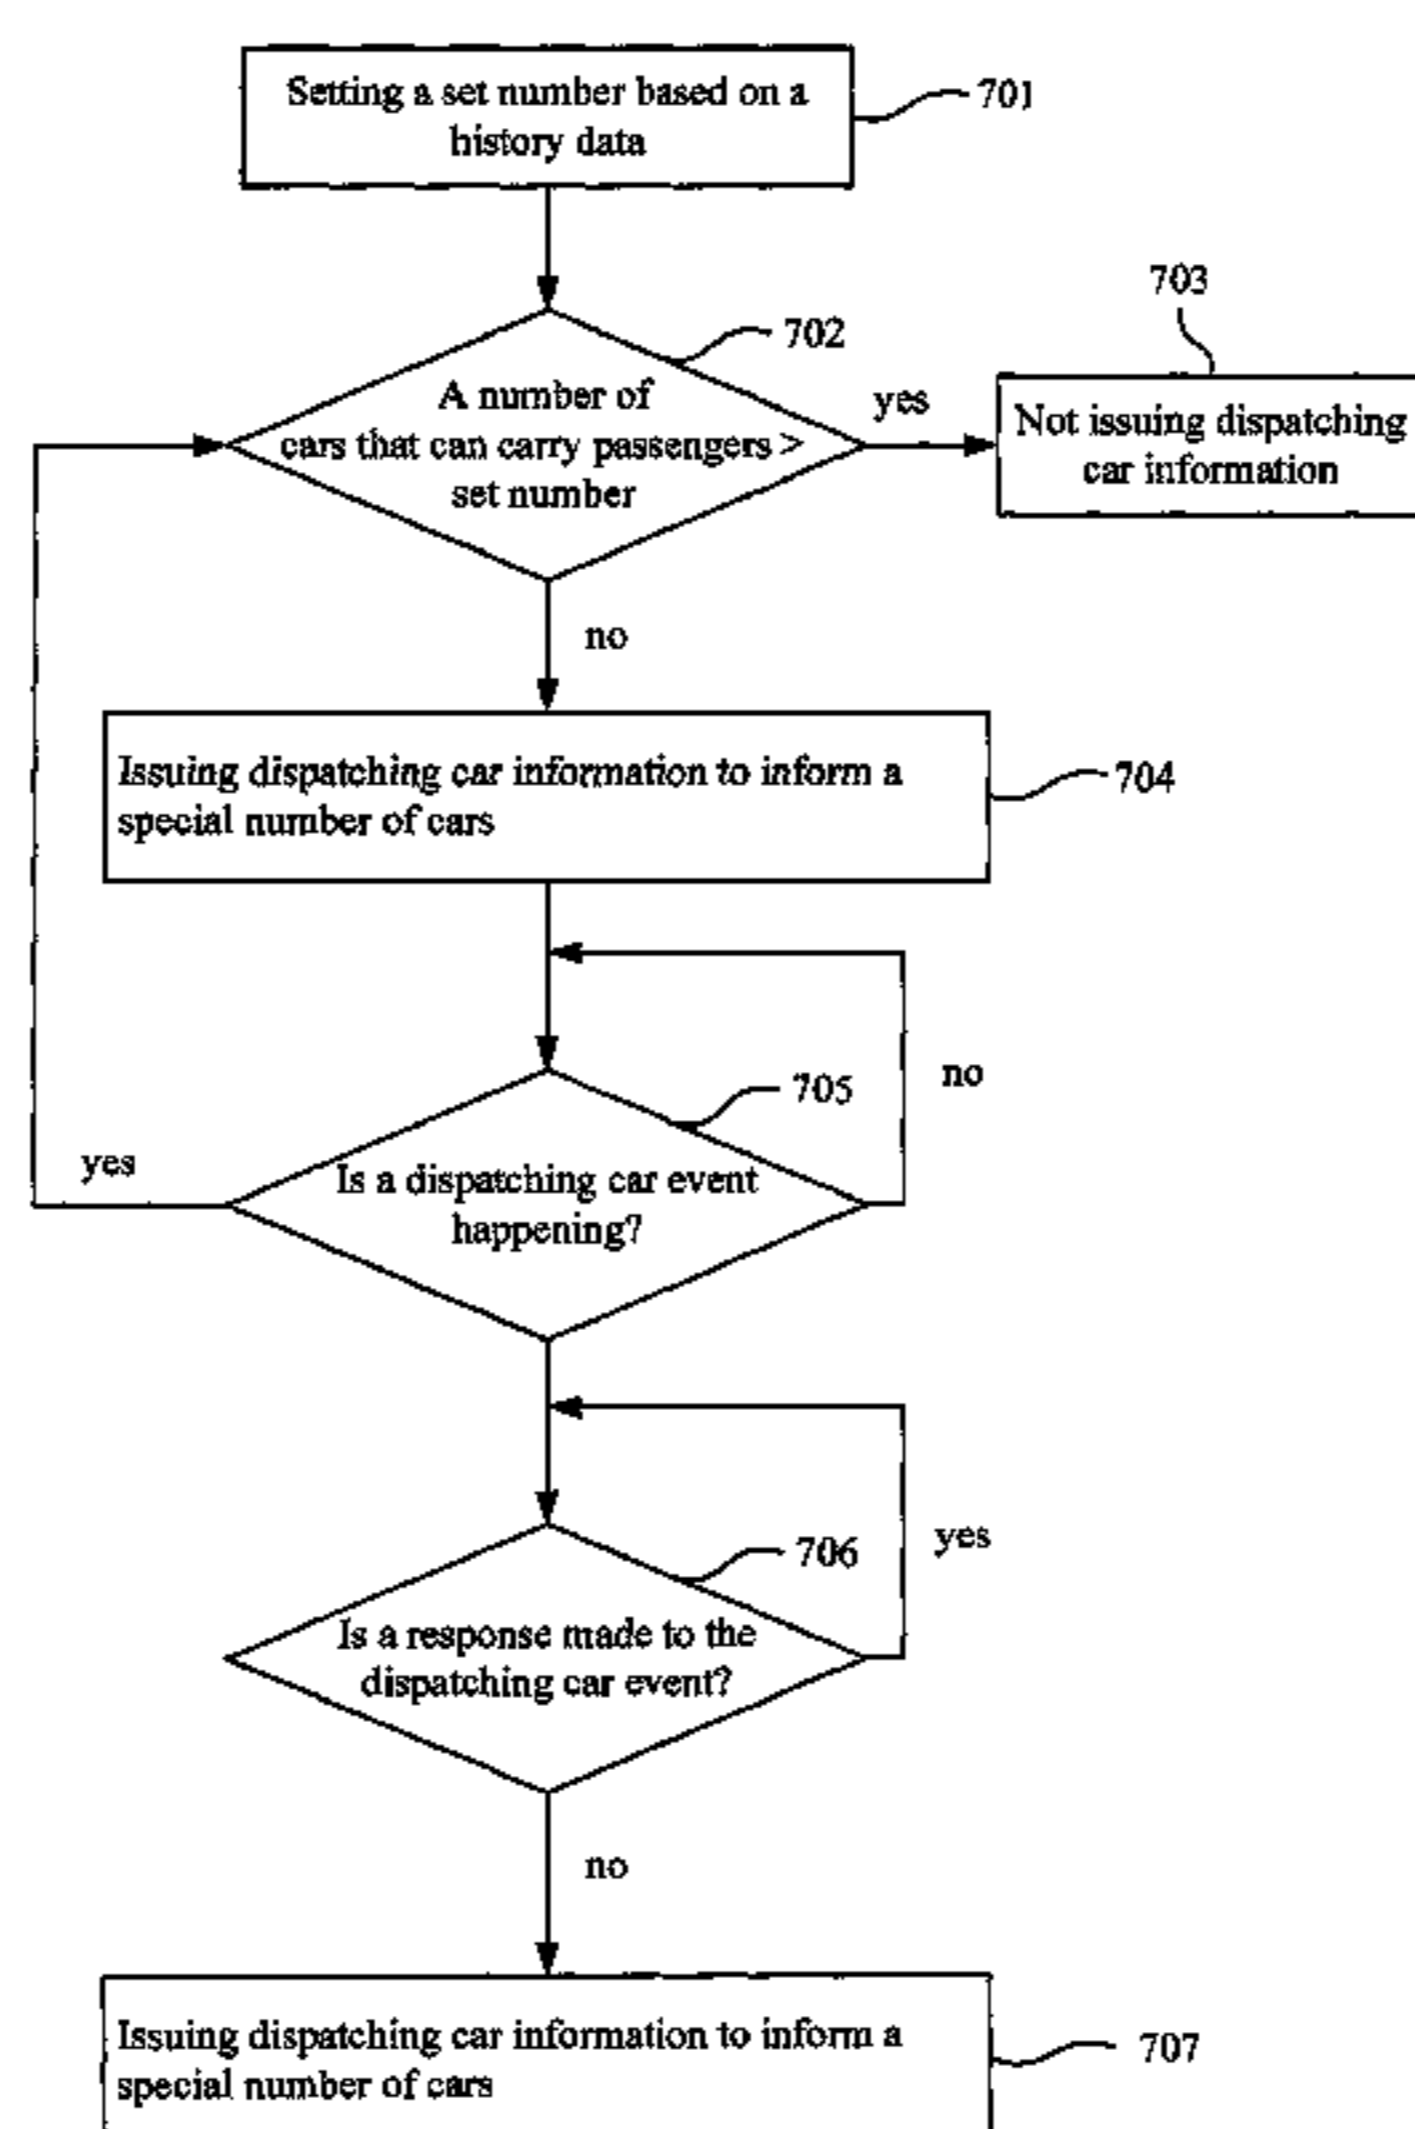 Setting a set number based on a
history data
701
703
702
A number of
cars that can carry passengers >
set number
yes
Not issuing dispatching
car information
no
Issuing dispatching car information to inform a
special number of cars
704
no
705
yes
Is a dispatching car event
happening?
yes
706
Is a response made to the
dispatching car event?
no
Issuing dispatching car information to inform a
special number of cars
707